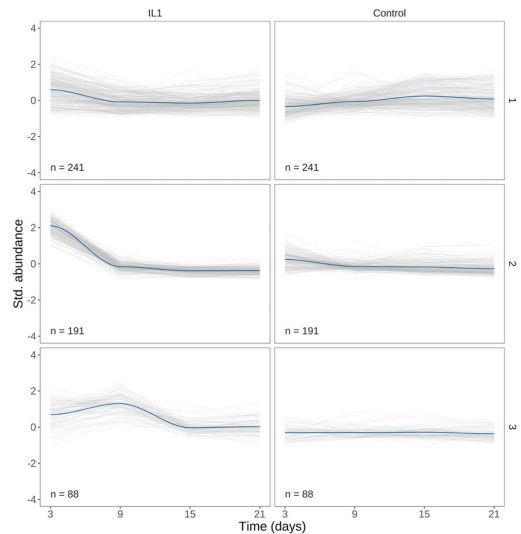 IL1 Control
4
2
0
-2
-4
n = 241 n = 241
1
4
2
0
-2
-4
n = 191 n = 191
2
4
2
0
-2
-4
n = 88 n = 88
3
Std. abundance
3 9 15 21 3 9 15 21
Time (days)